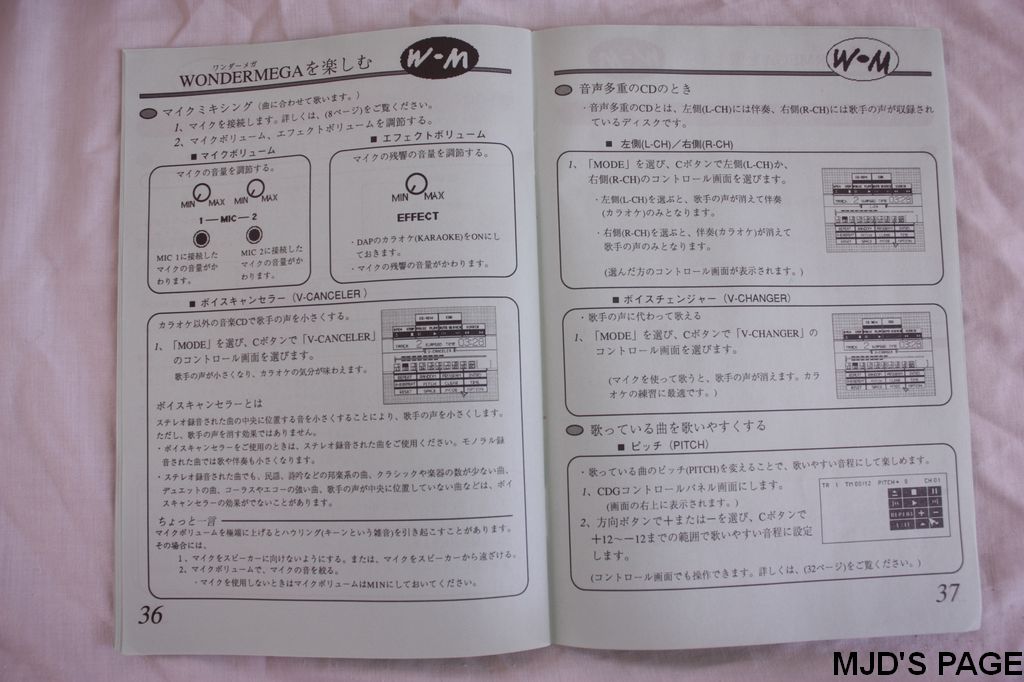 ワンダーメガ
WONDERMEGAを楽しむ
W·M
マイクミキシング（曲に合わせて歌います。）
1、マイクを接続します。詳しくは、(8ページ)をご覧ください。
2、マイクボリューム、エフェクトボリュームを調節する。
■ マイクボリューム
マイクの音量を調節する。
MIN MAX MIN MAX
1 — MIC — 2
MIC 1に接続した
マイクの音量がか
わります。
MIC 2に接続した
マイクの音量がか
わります。
■ エフェクトボリューム
マイクの残響の音量を調節する。
MIN MAX
EFFECT
・DAPのカラオケ(KARAOKE)をONにし
ておきます。
・マイクの残響の音量がかわります。
■ ボイスキャンセラー（V-CANCELER）
カラオケ以外の音楽CDで歌手の声を小さくする。
1、「MODE」を選び、Cボタンで「V-CANCELER」
のコントロール画面を選びます。
歌手の声が小さくなり、カラオケの気分が味わえます。
ボイスキャンセラーとは
ステレオ録音された曲の中央に位置する音を小さくすることにより、歌手の声を小さくします。
ただし、歌手の声を消す効果ではありません。
・ボイスキャンセラーをご使用のときは、ステレオ録音された曲をご使用ください。モノラル録
音された曲では歌や伴奏も小さくなります。
・ステレオ録音された曲でも、民謡、詩吟などの邦楽系の曲、クラシックや楽器の数が少ない曲、
デュエットの曲、コーラスやエコーの強い曲、歌手の声が中央に位置していない曲などは、ボイ
スキャンセラーの効果がでないことがあります。
ちょっと一言
マイクボリュームを極端に上げるとハウリング(キーンという雑音)を引き起こすことがあります。
その場合には、
1、マイクをスピーカーに向けないようにする。または、マイクをスピーカーから遠ざける。
2、マイクボリュームで、マイクの音を絞る。
・マイクを使用しないときはマイクボリュームはMINにしておいてください。
36
W·M
音声多重のCDのとき
・音声多重のCDとは、左側(L-CH)には伴奏、右側(R-CH)には歌手の声が収録され
ているディスクです。
■ 左側(L-CH)／右側(R-CH)
1、「MODE」を選び、Cボタンで左側(L-CH)か、
右側(R-CH)のコントロール画面を選びます。
・左側(L-CH)を選ぶと、歌手の声が消えて伴奏
(カラオケ)のみとなります。
・右側(R-CH)を選ぶと、伴奏(カラオケ)が消えて
歌手の声のみとなります。
(選んだ方のコントロール画面が表示されます。)
■ ボイスチェンジャー（V-CHANGER)
・歌手の声に代わって歌える
1、「MODE」を選び、Cボタンで「V-CHANGER」の
コントロール画面を選びます。
(マイクを使って歌うと、歌手の声が消えます。カラ
オケの練習に最適です。)
歌っている曲を歌いやすくする
■ ピッチ（PITCH）
・歌っている曲のピッチ(PITCH)を変えることで、歌いやすい音程にして楽しめます。
1、CDGコントロールパネル画面にします。
(画面の右上に表示します。)
2、方向ボタンで＋または－を選び、Cボタンで
＋12～－12までの範囲で歌いやすい音程に設定
します。
TR 1 TM 00/12 PITCH+ 0 CH 01
REPEAT
(コントロール画面でも操作できます。詳しくは、(32ページ)をご覧ください。)
37
MJD'S PAGE